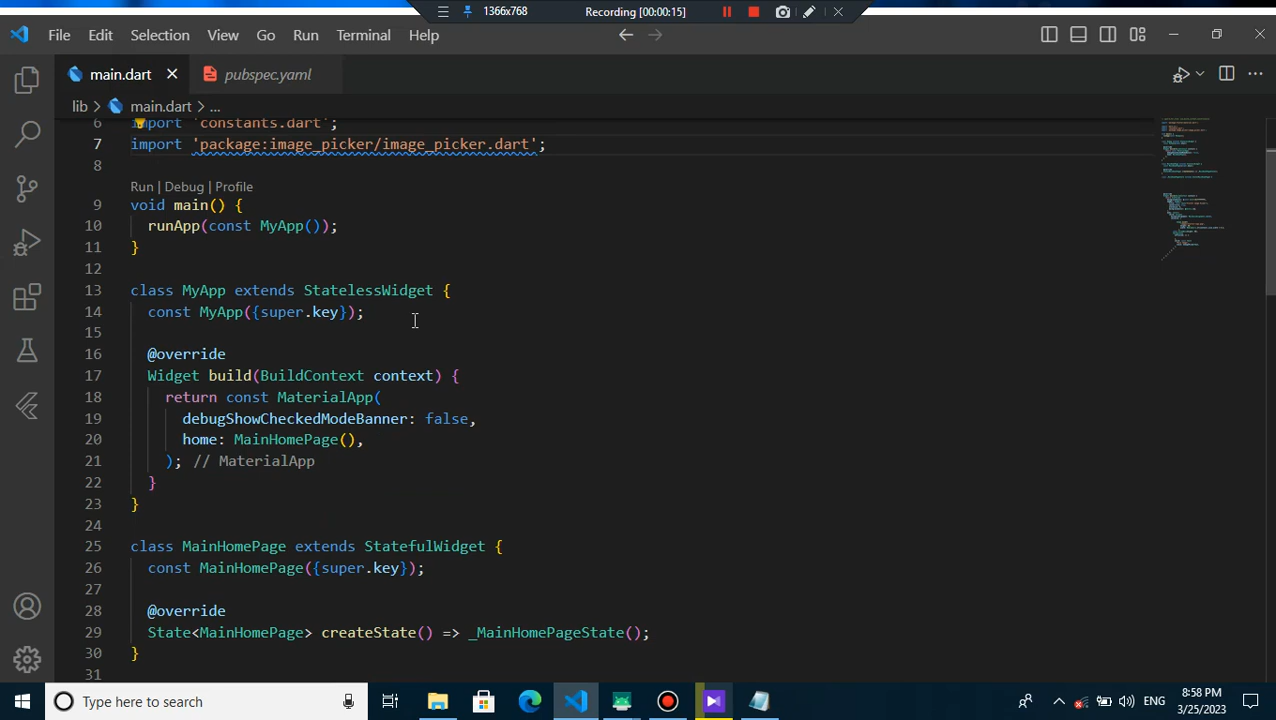 1366x768 Recording [00:00:15]
File Edit Selection View Go Run Terminal Help
main.dart pubspec.yaml
lib > main.dart > ...
6 import 'constants.dart';
7 import 'package:image_picker/image_picker.dart';
8
Run | Debug | Profile
9 void main() {
10 runApp(const MyApp());
11 }
12
13 class MyApp extends StatelessWidget {
14 const MyApp({super.key});
15
16 @override
17 Widget build(BuildContext context) {
18 return const MaterialApp(
19 debugShowCheckedModeBanner: false,
20 home: MainHomePage(),
21 ); // MaterialApp
22 }
23 }
24
25 class MainHomePage extends StatefulWidget {
26 const MainHomePage({super.key});
27
28 @override
29 State<MainHomePage> createState() => _MainHomePageState();
30 }
31
Type here to search
ENG
8:58 PM
3/25/2023